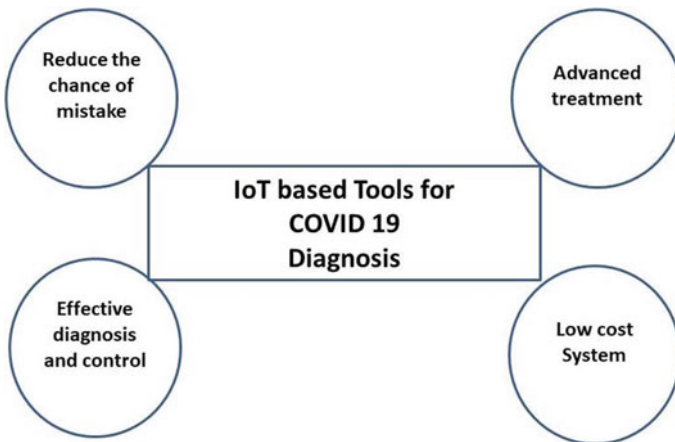 Reduce the
chance of
mistake
Advanced
treatment
IoT based Tools for
COVID 19
Diagnosis
Effective
diagnosis
and control
Low cost
System